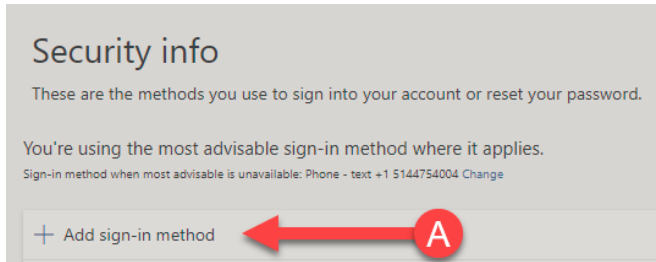 Security info
These are the methods you use to sign into your account or reset your password.
You're using the most advisable sign-in method where it applies.
Sign-in method when most advisable is unavailable: Phone - text +1 5144754004 Change
+ Add sign-in method
A